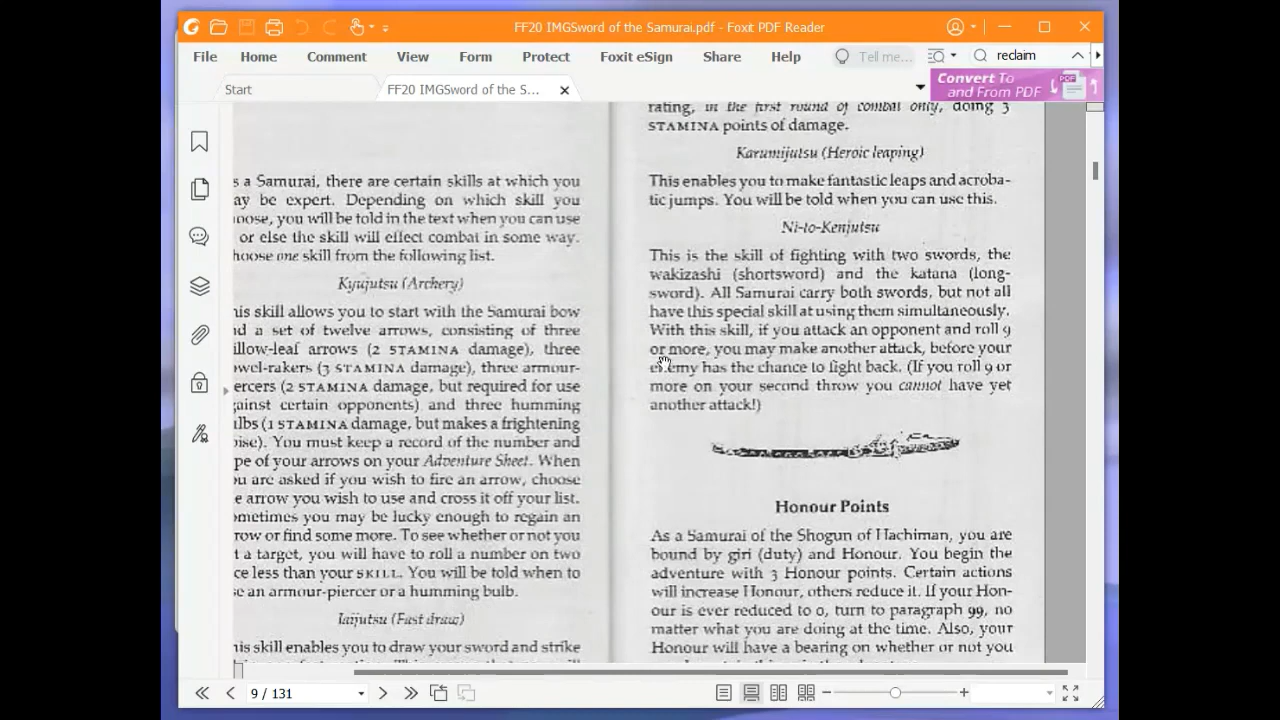 FF20 IMGSword of the Samurai.pdf - Foxit PDF Reader
File Home Comment View Form Protect Foxit eSign Share Help Tell me... reclaim
Start FF20 IMGSword of the S...
Convert To
and From PDF
PDF
s a Samurai, there are certain skills at which you
ay be expert. Depending on which skill you
oose, you will be told in the text when you can use
or else the skill will effect combat in some way.
hoose one skill from the following list.
Kyujutsu (Archery)
his skill allows you to start with the Samurai bow
nd a set of twelve arrows, consisting of three
illow-leaf arrows (2 STAMINA damage), three
owel-rakers (3 STAMINA damage), three armour-
ercers (2 STAMINA damage, but required for use
gainst certain opponents) and three humming
ulbs (1 STAMINA damage, but makes a frightening
oise). You must keep a record of the number and
pe of your arrows on your Adventure Sheet. When
ou are asked if you wish to fire an arrow, choose
e arrow you wish to use and cross it off your list.
ometimes you may be lucky enough to regain an
row or find some more. To see whether or not you
t a target, you will have to roll a number on two
ce less than your SKILL. You will be told when to
se an armour-piercer or a humming bulb.
Iaijutsu (Fast draw)
his skill enables you to draw your sword and strike
rating, in the first round of combat only, doing 3
STAMINA points of damage.
Karumijutsu (Heroic leaping)
This enables you to make fantastic leaps and acroba-
tic jumps. You will be told when you can use this.
Ni-to-Kenjutsu
This is the skill of fighting with two swords, the
wakizashi (shortsword) and the katana (long-
sword). All Samurai carry both swords, but not all
have this special skill at using them simultaneously.
With this skill, if you attack an opponent and roll 9
or more, you may make another attack, before your
enemy has the chance to fight back. (If you roll 9 or
more on your second throw you cannot have yet
another attack!)
Honour Points
As a Samurai of the Shogun of Hachiman, you are
bound by giri (duty) and Honour. You begin the
adventure with 3 Honour points. Certain actions
will increase Honour, others reduce it. If your Hon-
our is ever reduced to 0, turn to paragraph 99, no
matter what you are doing at the time. Also, your
Honour will have a bearing on whether or not you
9 / 131